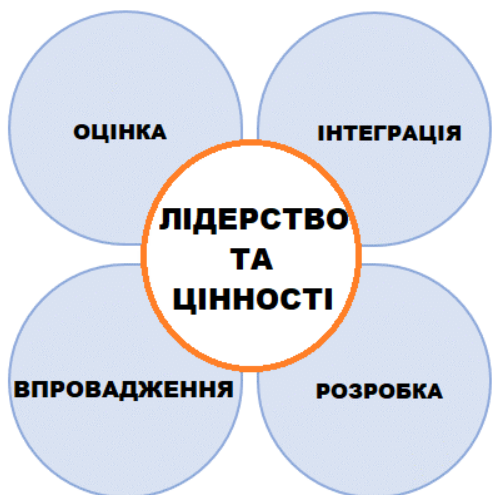 ОЦІНКА
ІНТЕГРАЦІЯ
ЛІДЕРСТВО
ТА
ЦІННОСТІ
ВПРОВАДЖЕННЯ
РОЗРОБКА